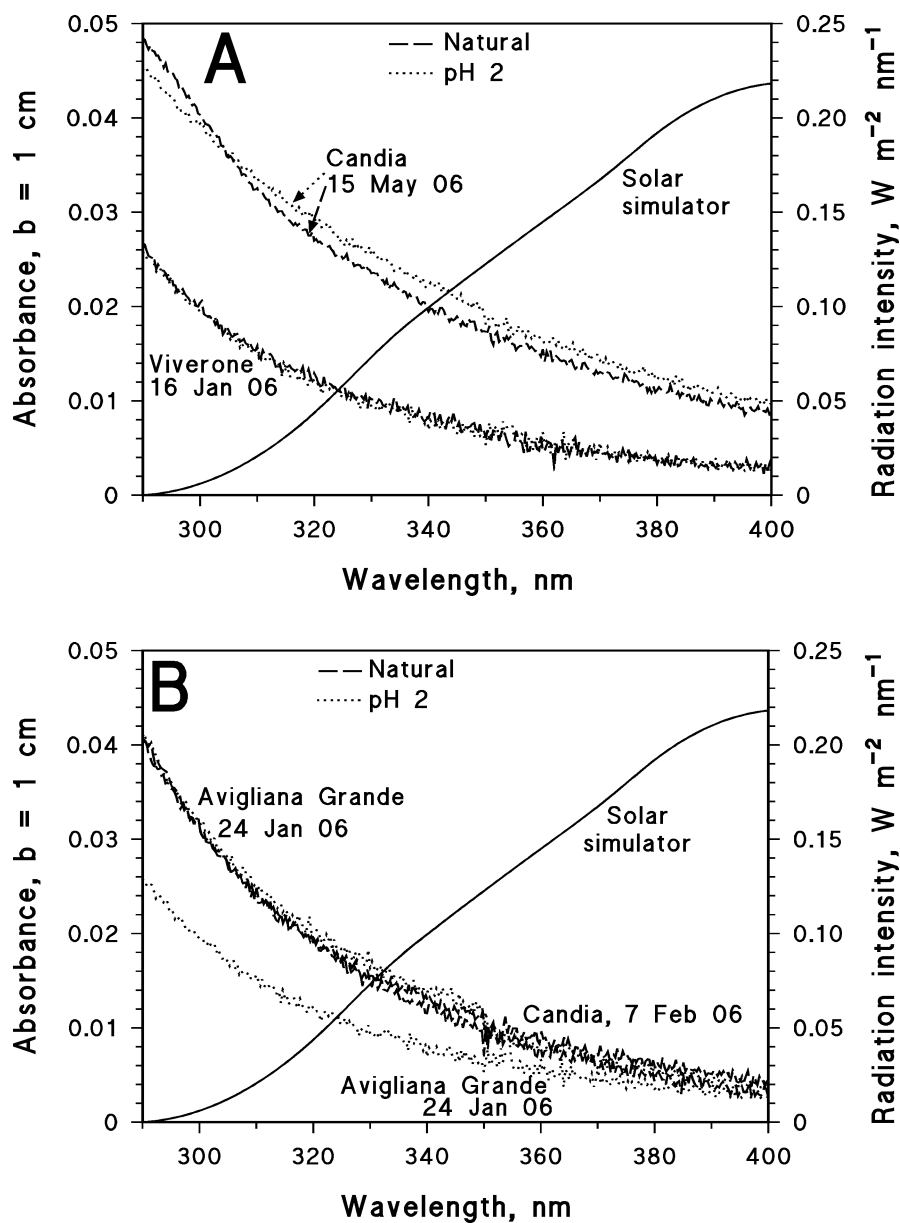 A
Natural
pH 2
Absorbance, b = 1 cm
0.05
0.04
0.03
0.02
0.01
0
Candia
15 May 06
Solar
simulator
Viverone
16 Jan 06
0.25
0.20
0.15
0.10
0.05
0
Radiation intensity, W m−2 nm−1
300 320 340 360 380 400
Wavelength, nm
B
Natural
pH 2
Absorbance, b = 1 cm
0.05
0.04
0.03
0.02
0.01
0
Avigliana Grande
24 Jan 06
Solar
simulator
Candia, 7 Feb 06
Avigliana Grande
24 Jan 06
0.25
0.20
0.15
0.10
0.05
0
Radiation intensity, W m−2 nm−1
300 320 340 360 380 400
Wavelength, nm